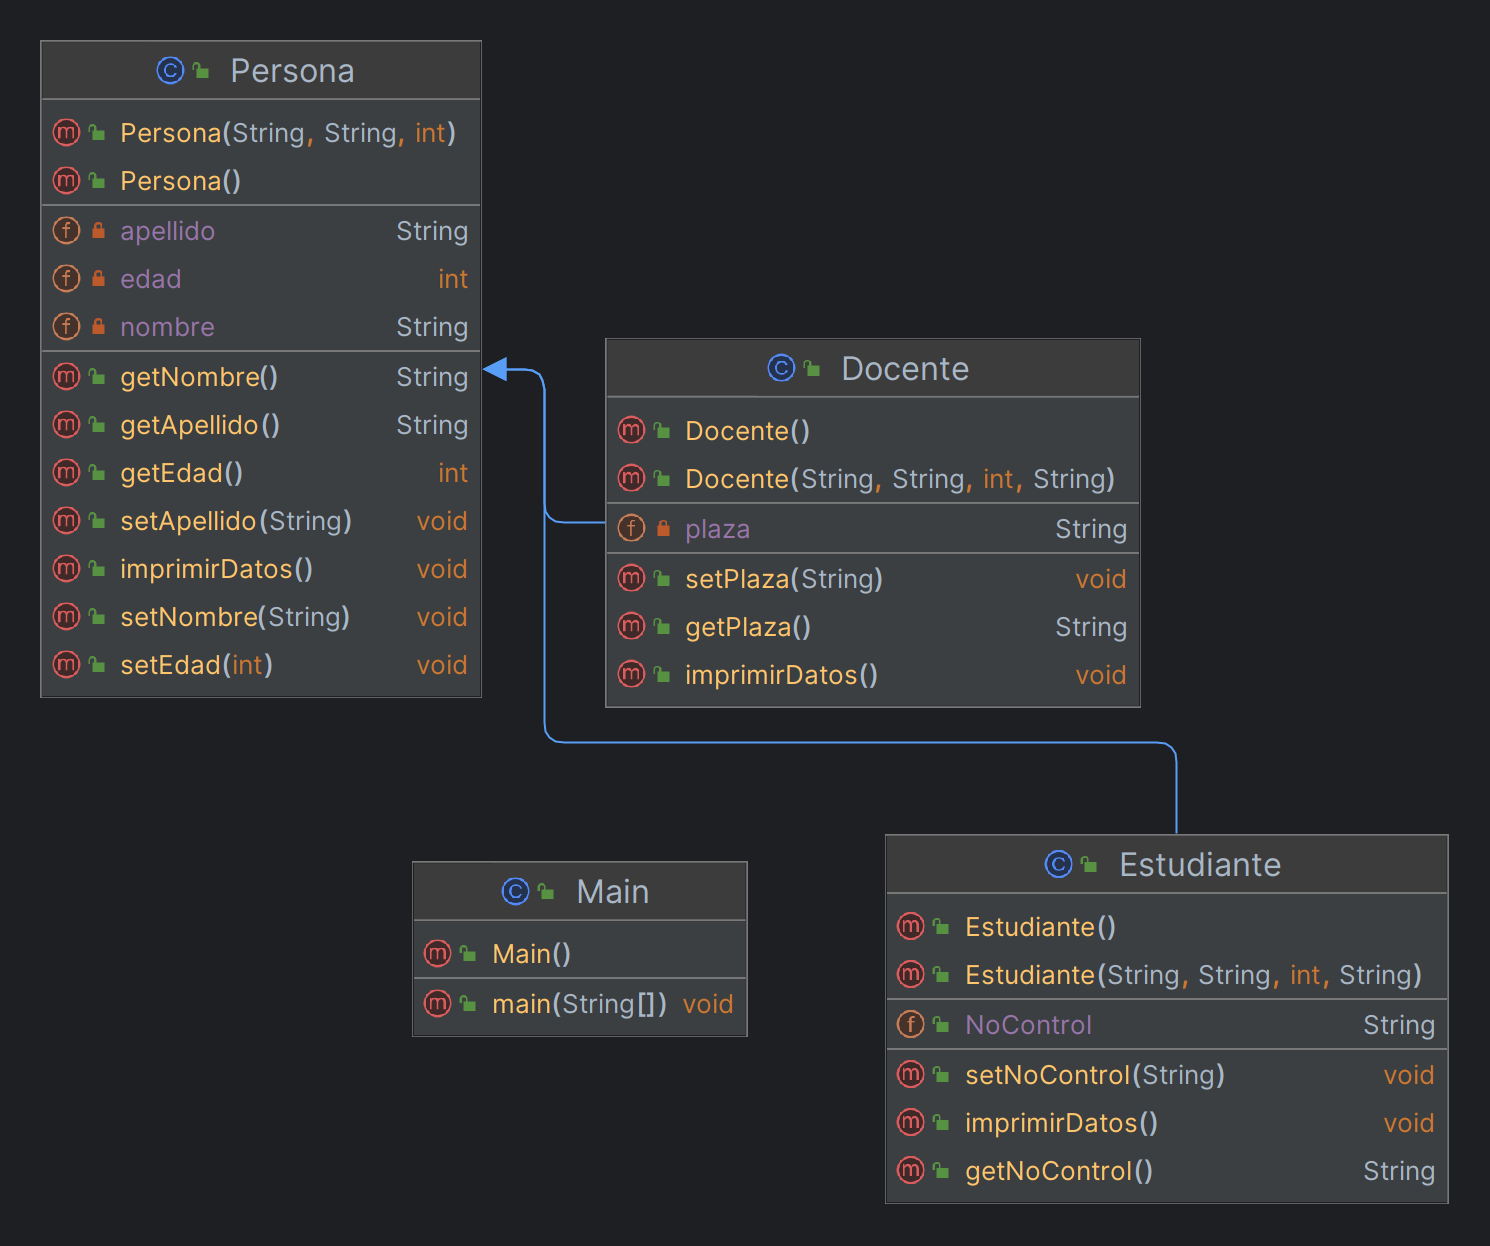 Persona
Persona(String, String, int)
Persona()
apellido String
edad int
nombre String
getNombre() String
getApellido() String
getEdad() int
setApellido(String) void
imprimirDatos() void
setNombre(String) void
setEdad(int) void
Docente
Docente()
Docente(String, String, int, String)
plaza String
setPlaza(String) void
getPlaza() String
imprimirDatos() void
Main
Main()
main(String[]) void
Estudiante
Estudiante()
Estudiante(String, String, int, String)
NoControl String
setNoControl(String) void
imprimirDatos() void
getNoControl() String